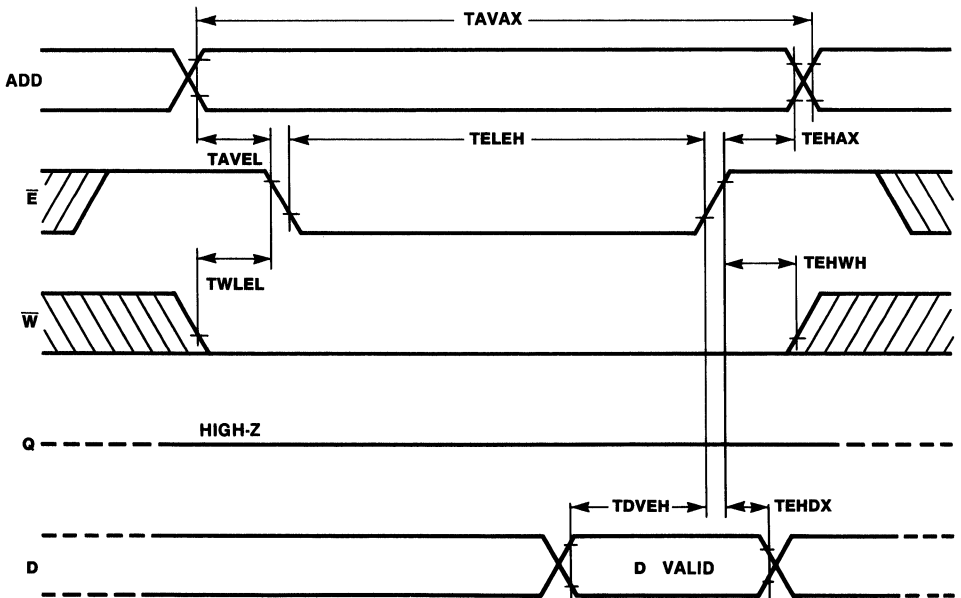 TAVAX
ADD
TAVEL
TELEH
TEHAX
E̅
TWLEL
TEHWH
W̅
HIGH-Z
Q
TDVEH
TEHDX
D
D VALID